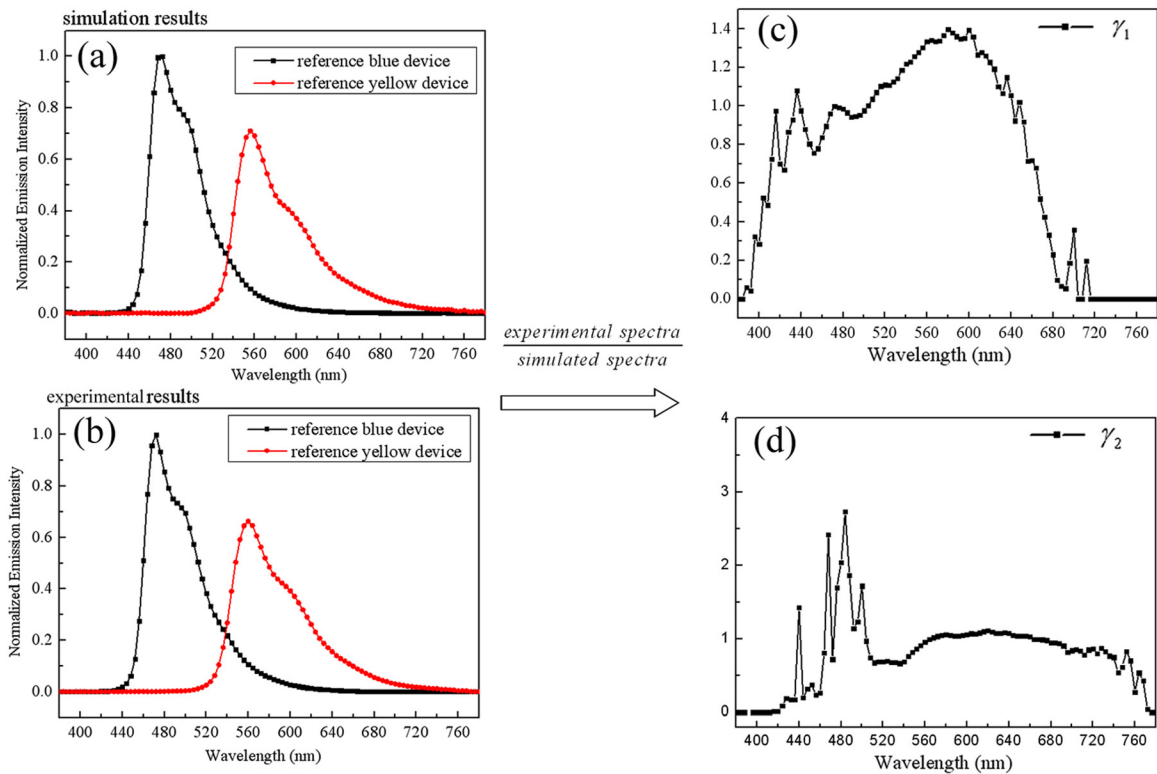 simulation results
(a)
reference blue device
reference yellow device
Normalized Emission Intensity
1.0
0.8
0.6
0.4
0.2
0.0
400 440 480 520 560 600 640 680 720 760
Wavelength (nm)
experimental results
(b)
reference blue device
reference yellow device
Normalized Emission Intensity
1.0
0.8
0.6
0.4
0.2
0.0
400 440 480 520 560 600 640 680 720 760
Wavelength (nm)
experimental spectra
simulated spectra
(c)
γ1
1.4
1.2
1.0
0.8
0.6
0.4
0.2
0.0
400 440 480 520 560 600 640 680 720 760
Wavelength (nm)
(d)
γ2
4
3
2
1
0
400 440 480 520 560 600 640 680 720 760
Wavelength (nm)